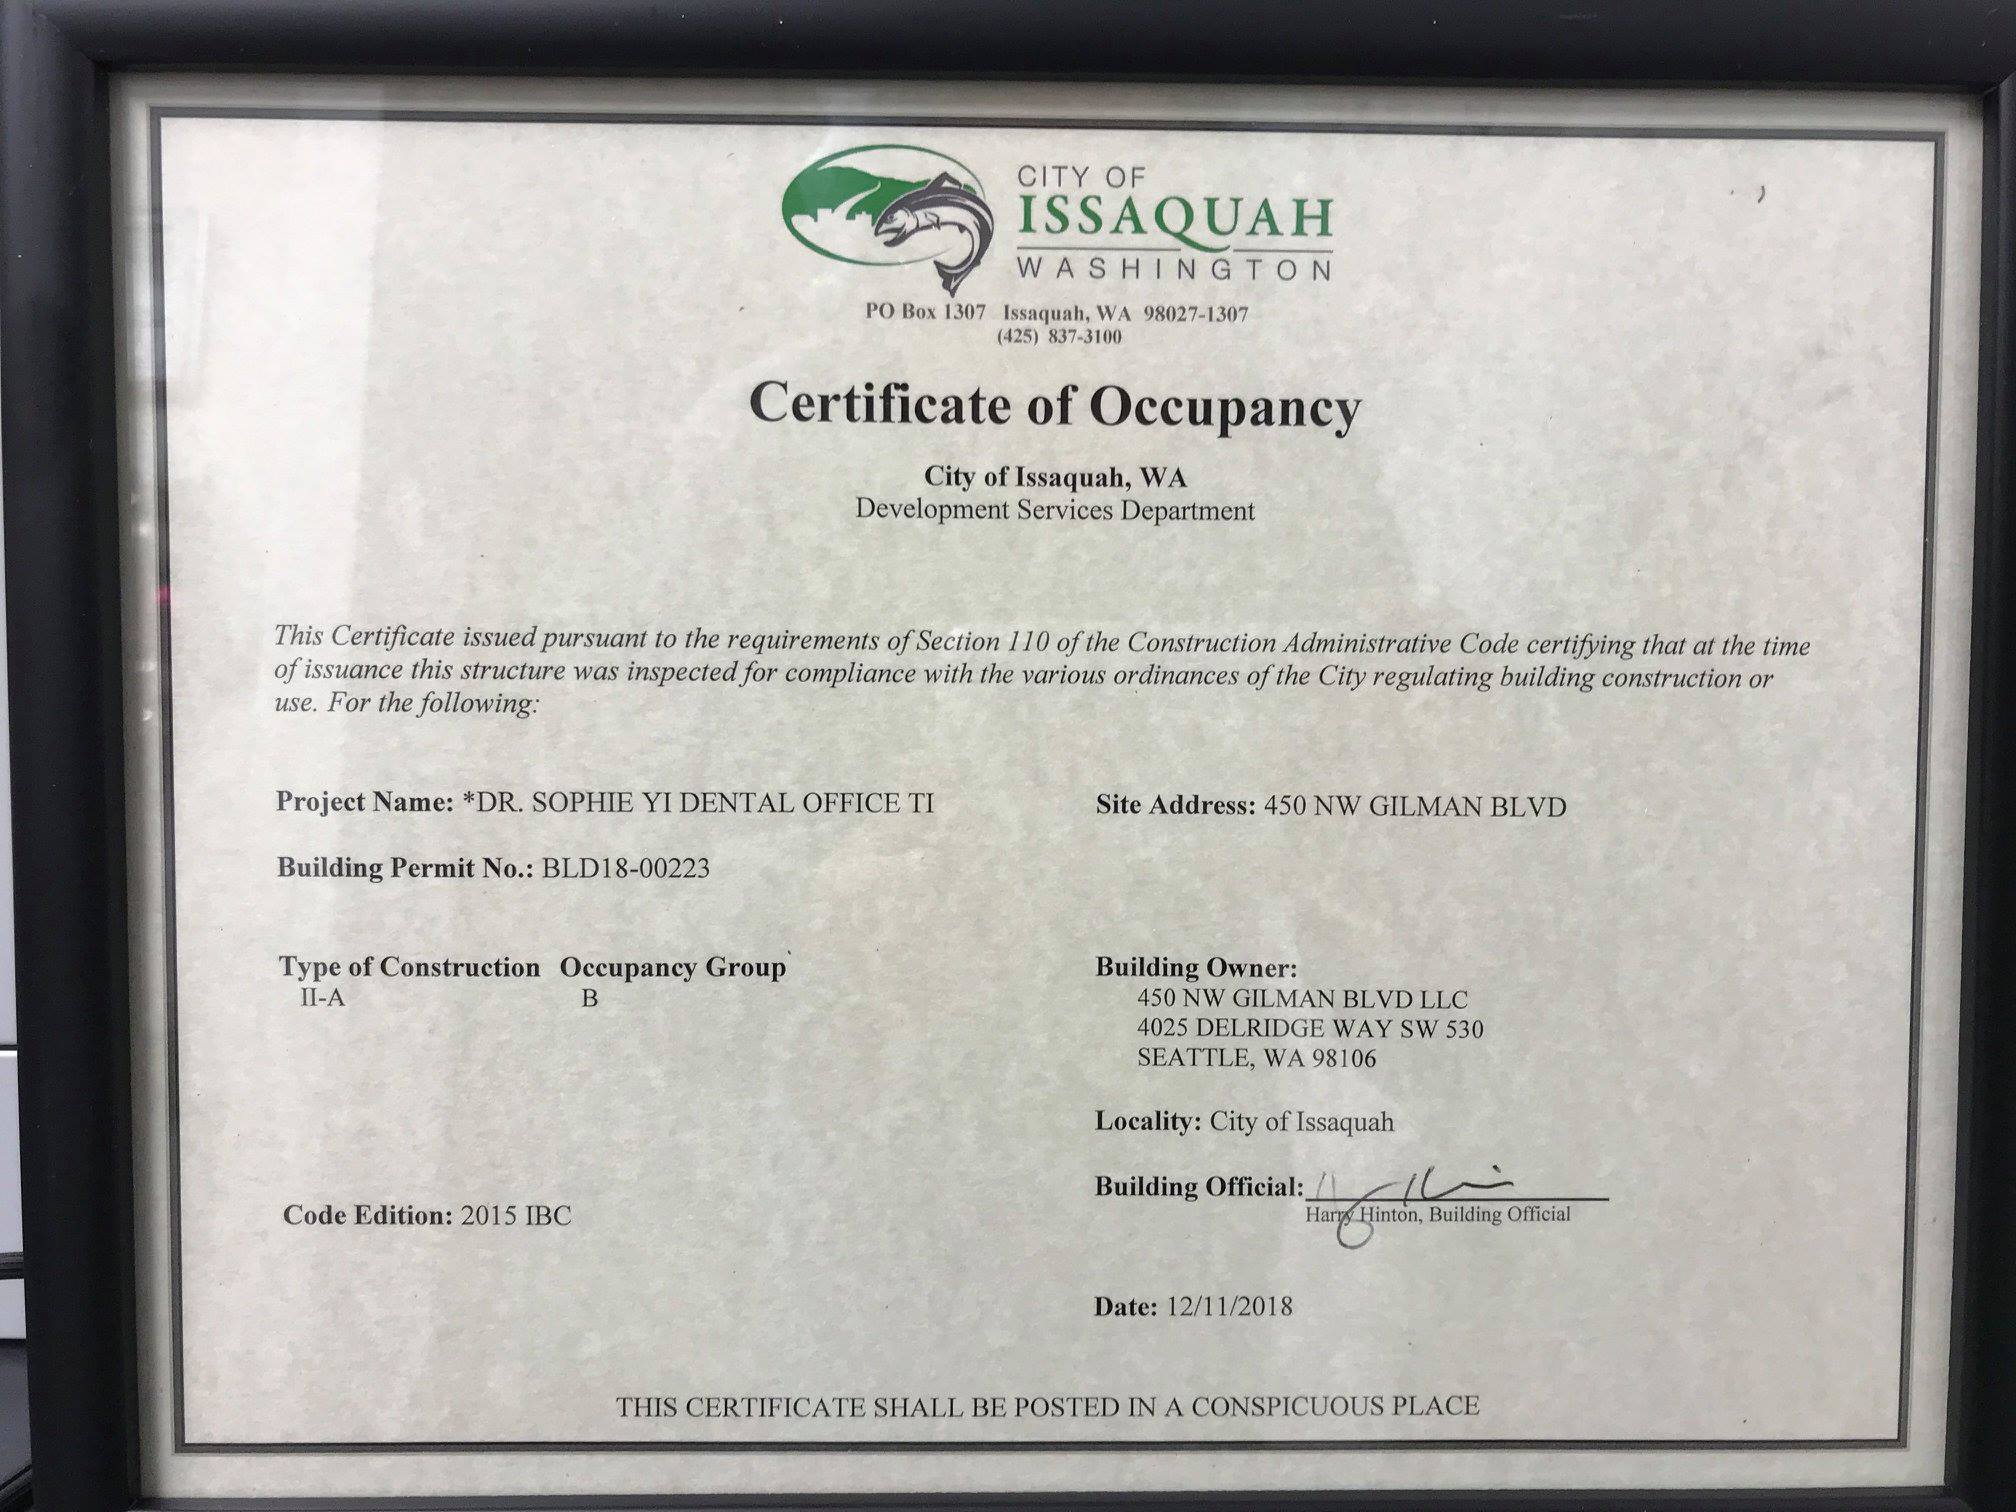 CITY OF
ISSAQUAH
WASHINGTON
PO Box 1307 Issaquah, WA 98027-1307
(425) 837-3100
Certificate of Occupancy
City of Issaquah, WA
Development Services Department
This Certificate issued pursuant to the requirements of Section 110 of the Construction Administrative Code certifying that at the time
of issuance this structure was inspected for compliance with the various ordinances of the City regulating building construction or
use. For the following:
Project Name: *DR. SOPHIE YI DENTAL OFFICE TI
Site Address: 450 NW GILMAN BLVD
Building Permit No.: BLD18-00223
Type of Construction Occupancy Group
II-A B
Building Owner:
450 NW GILMAN BLVD LLC
4025 DELRIDGE WAY SW 530
SEATTLE, WA 98106
Locality: City of Issaquah
Building Official:
Harry Hinton, Building Official
Code Edition: 2015 IBC
Date: 12/11/2018
THIS CERTIFICATE SHALL BE POSTED IN A CONSPICUOUS PLACE